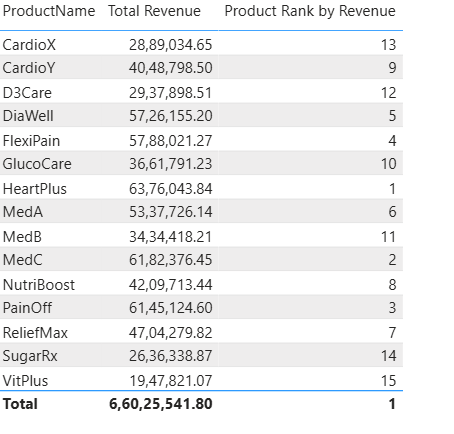 ProductName Total Revenue Product Rank by Revenue
CardioX 28,89,034.65 13
CardioY 40,48,798.50 9
D3Care 29,37,898.51 12
DiaWell 57,26,155.20 5
FlexiPain 57,88,021.27 4
GlucoCare 36,61,791.23 10
HeartPlus 63,76,043.84 1
MedA 53,37,726.14 6
MedB 34,34,418.21 11
MedC 61,82,376.45 2
NutriBoost 42,09,713.44 8
PainOff 61,45,124.60 3
ReliefMax 47,04,279.82 7
SugarRx 26,36,338.87 14
VitPlus 19,47,821.07 15
Total 6,60,25,541.80 1